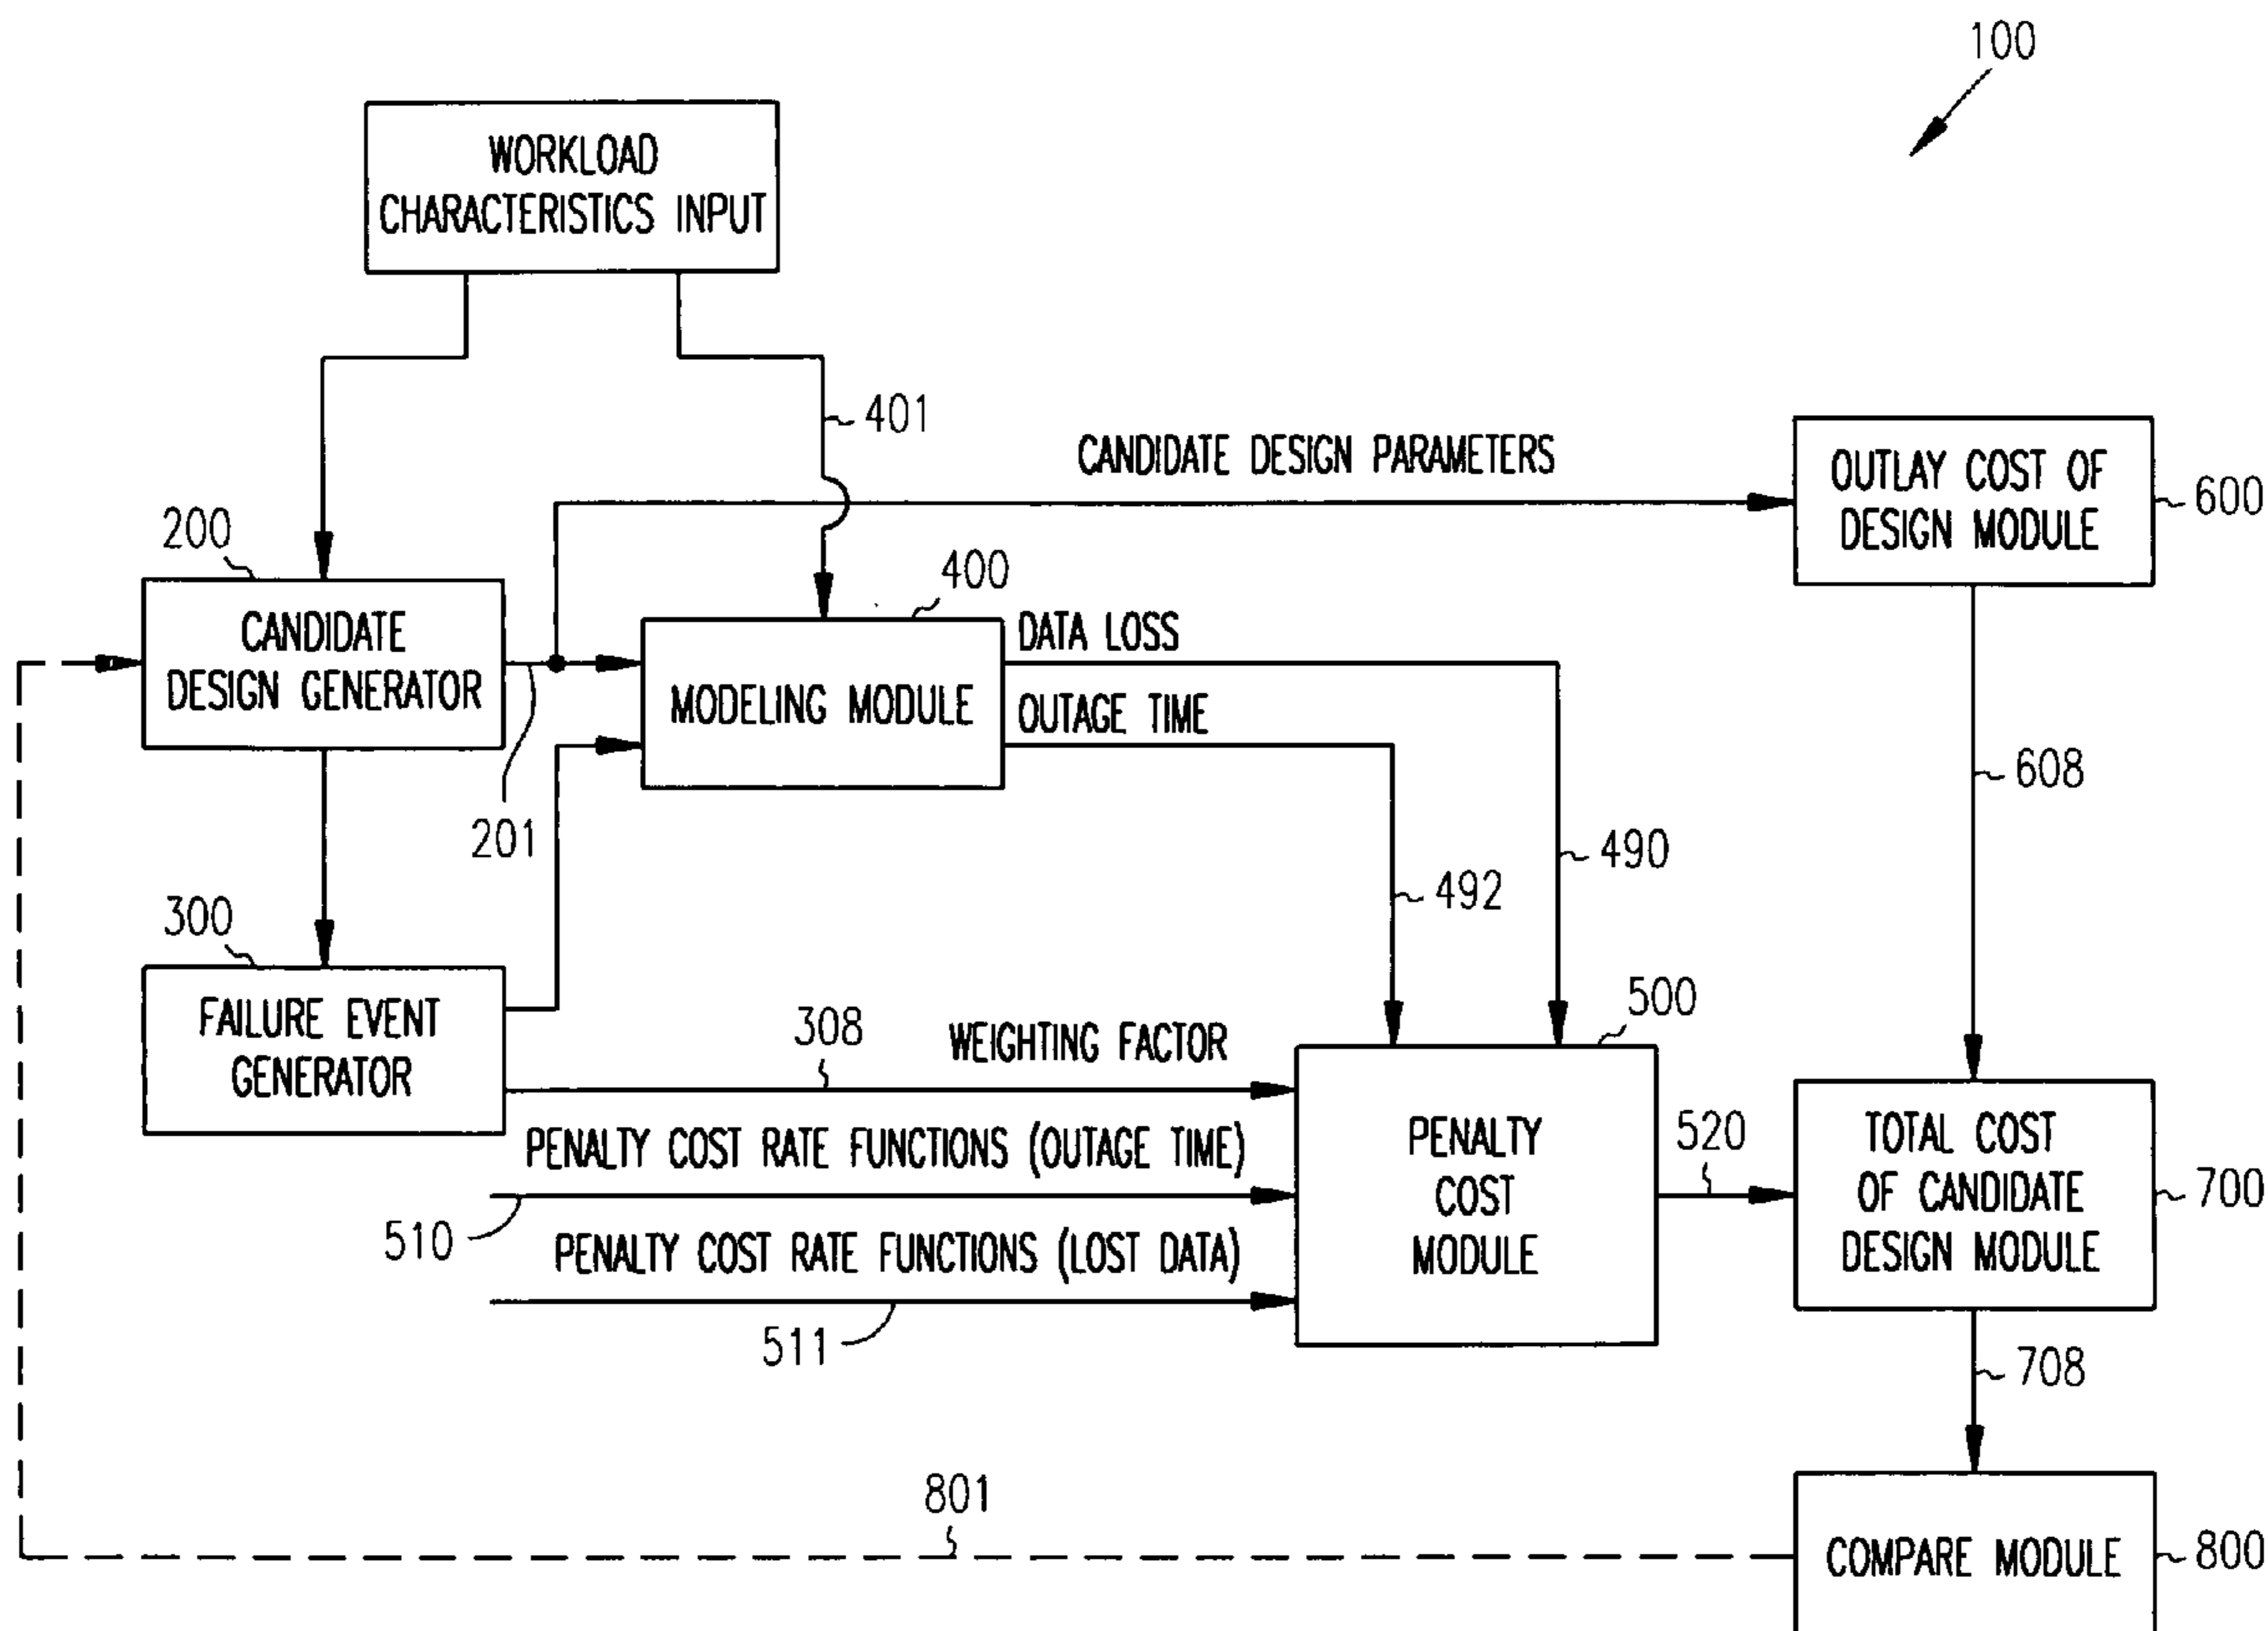 100
WORKLOAD
CHARACTERISTICS INPUT
401
CANDIDATE DESIGN PARAMETERS
OUTLAY COST OF
DESIGN MODULE
600
200
CANDIDATE
DESIGN GENERATOR
201
400
MODELING MODULE
DATA LOSS
OUTAGE TIME
608
490
492
300
FAILURE EVENT
GENERATOR
308
WEIGHTING FACTOR
500
PENALTY COST RATE FUNCTIONS (OUTAGE TIME)
510
PENALTY COST RATE FUNCTIONS (LOST DATA)
511
PENALTY
COST
MODULE
520
TOTAL COST
OF CANDIDATE
DESIGN MODULE
700
708
801
COMPARE MODULE
800